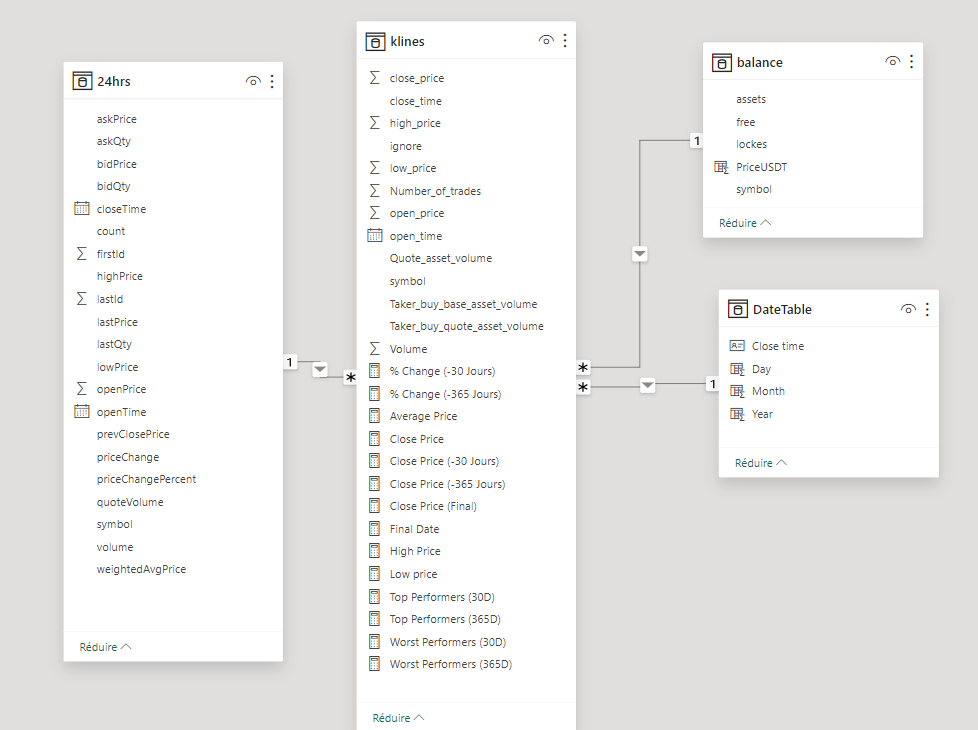 24hrs
askPrice
askQty
bidPrice
bidQty
closeTime
count
firstId
highPrice
lastId
lastPrice
lastQty
lowPrice
openPrice
openTime
prevClosePrice
priceChange
priceChangePercent
quoteVolume
symbol
volume
weightedAvgPrice
Réduire
1
*
klines
close_price
close_time
high_price
ignore
low_price
Number_of_trades
open_price
open_time
Quote_asset_volume
symbol
Taker_buy_base_asset_volume
Taker_buy_quote_asset_volume
Volume
% Change (-30 Jours)
% Change (-365 Jours)
Average Price
Close Price
Close Price (-30 Jours)
Close Price (-365 Jours)
Close Price (Final)
Final Date
High Price
Low price
Top Performers (30D)
Top Performers (365D)
Worst Performers (30D)
Worst Performers (365D)
Réduire
*
*
1
1
balance
assets
free
lockes
PriceUSDT
symbol
Réduire
DateTable
Close time
Day
Month
Year
Réduire